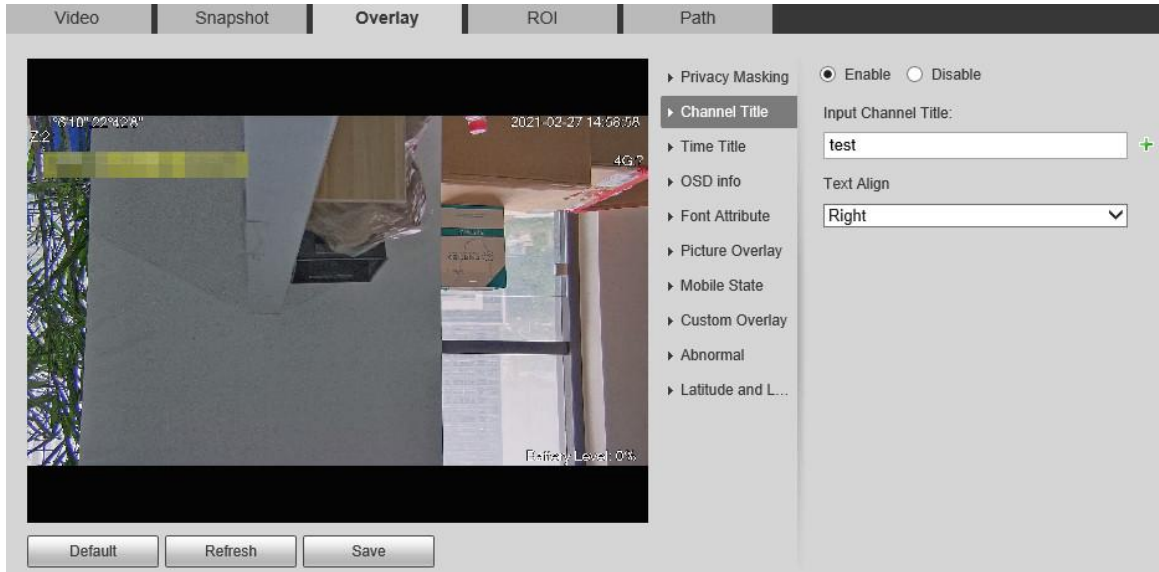 Video Snapshot Overlay ROI Path
2021-02-27 14:58:58
Z:2
4G:?
Battery Level: 0%
Privacy Masking
Channel Title
Time Title
OSD info
Font Attribute
Picture Overlay
Mobile State
Custom Overlay
Abnormal
Latitude and L...
Enable Disable
Input Channel Title:
test
Text Align
Right
Default Refresh Save